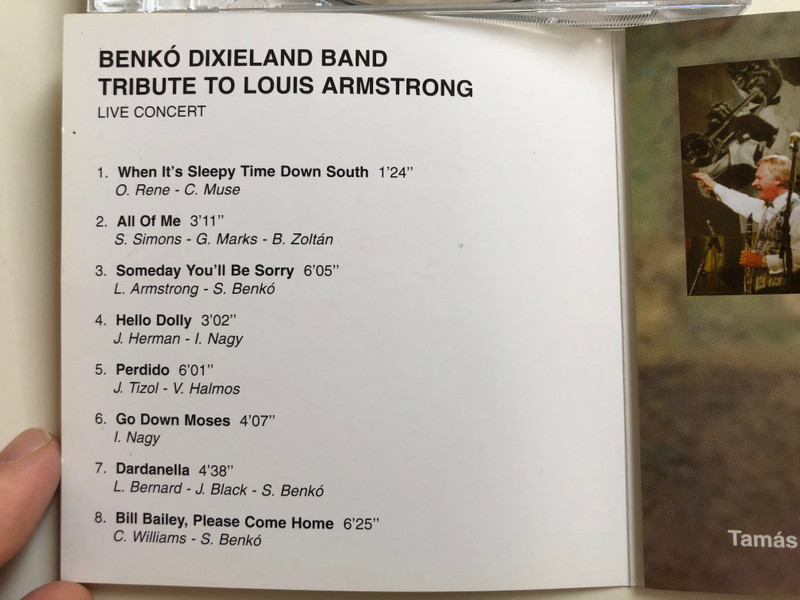 BENKÓ DIXIELAND BAND
TRIBUTE TO LOUIS ARMSTRONG
LIVE CONCERT
1. When It's Sleepy Time Down South 1'24"
O. Rene - C. Muse
2. All Of Me 3'11"
S. Simons - G. Marks - B. Zoltán
3. Someday You'll Be Sorry 6'05"
L. Armstrong - S. Benkó
4. Hello Dolly 3'02"
J. Herman - I. Nagy
5. Perdido 6'01"
J. Tizol - V. Halmos
6. Go Down Moses 4'07"
I. Nagy
7. Dardanella 4'38"
L. Bernard - J. Black - S. Benkó
8. Bill Bailey, Please Come Home 6'25"
C. Williams - S. Benkó
Tamás